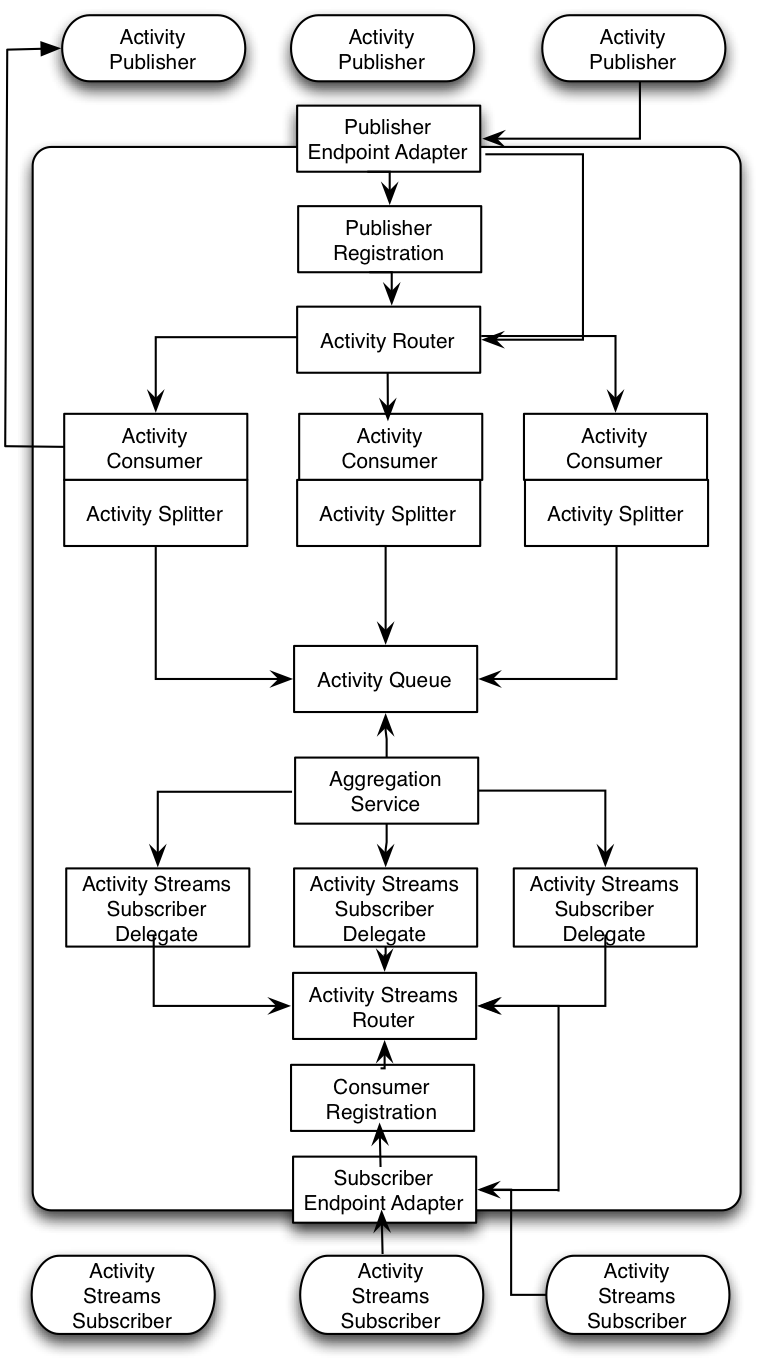 Activity
Publisher
Activity
Publisher
Activity
Publisher
Publisher
Endpoint Adapter
Publisher
Registration
Activity Router
Activity
Consumer
Activity Splitter
Activity
Consumer
Activity Splitter
Activity
Consumer
Activity Splitter
Activity Queue
Aggregation
Service
Activity Streams
Subscriber
Delegate
Activity Streams
Subscriber
Delegate
Activity Streams
Subscriber
Delegate
Activity Streams
Router
Consumer
Registration
Subscriber
Endpoint Adapter
Activity
Streams
Subscriber
Activity
Streams
Subscriber
Activity
Streams
Subscriber